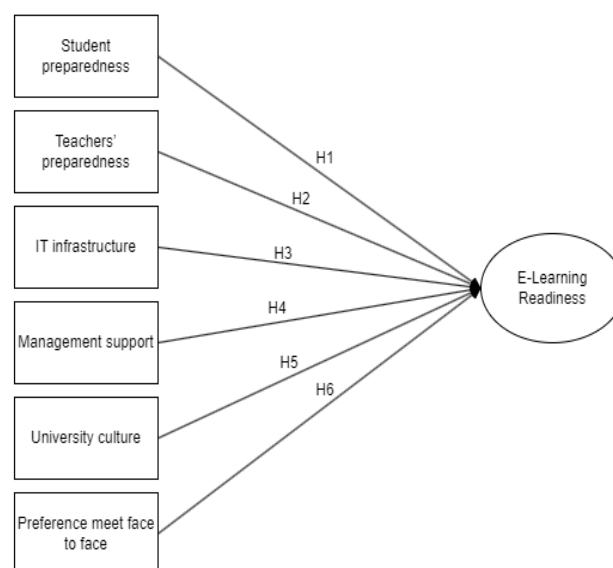 Student
preparedness
Teachers'
preparedness
IT infrastructure
Management support
University culture
Preference meet face
to face
H1
H2
H3
H4
H5
H6
E-Learning
Readiness